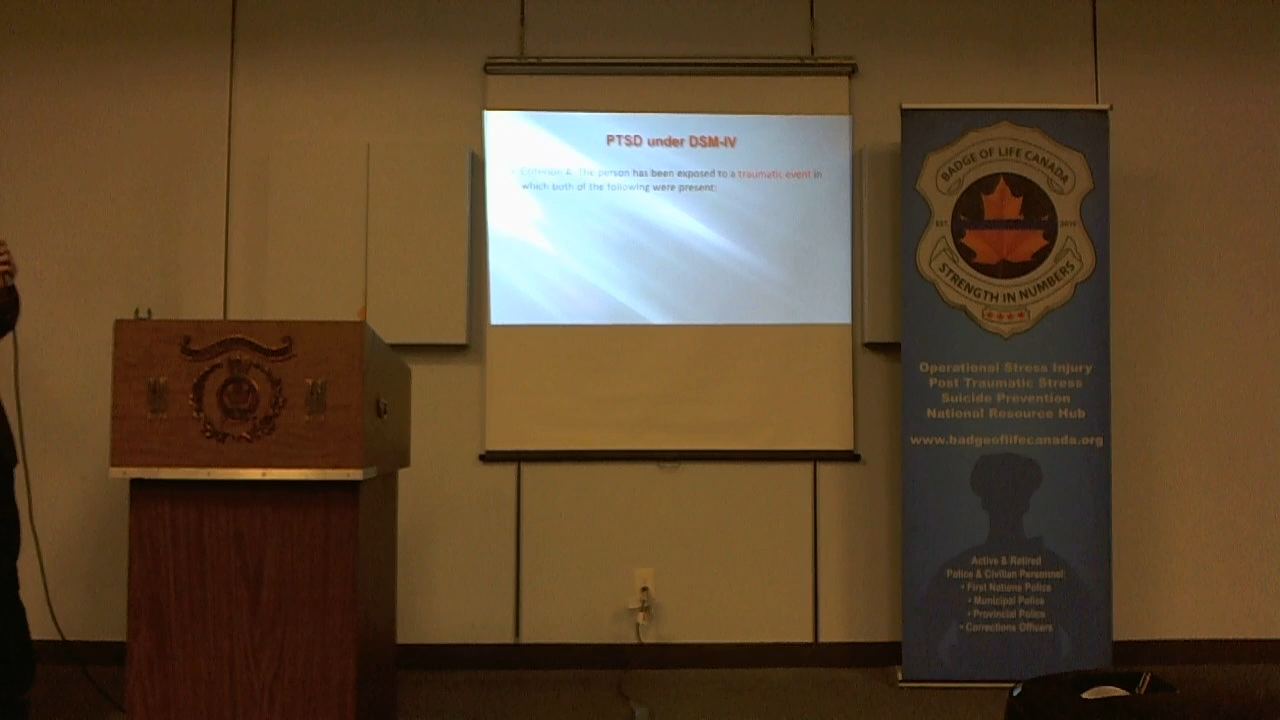 PTSD under DSM-IV
Criterion A: The person has been exposed to a traumatic event in
which both of the following were present:
BADGE OF LIFE CANADA
EST. 2010
STRENGTH IN NUMBERS
Operational Stress Injury
Post Traumatic Stress
Suicide Prevention
National Resource Hub
www.badgeoflifecanada.org
Active & Retired
Police & Civilian Personnel:
• First Nations Police
• Municipal Police
• Provincial Police
• Corrections Officers